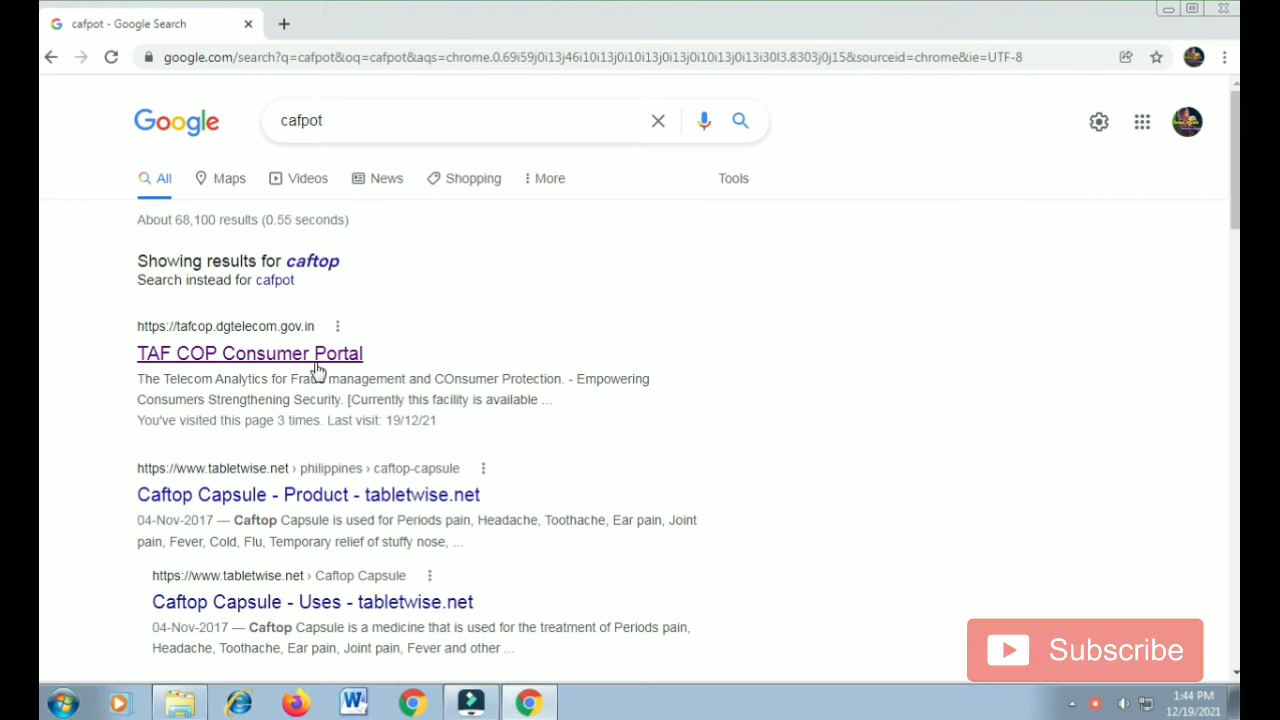 cafpot - Google Search
google.com/search?q=cafpot&oq=cafpot&aqs=chrome.0.69i59j0i13j46i10i13j0i10i13j0i13j0i10i13j0i13i30l3.8303j0j15&sourceid=chrome&ie=UTF-8
Google
cafpot
All Maps Videos News Shopping More Tools
About 68,100 results (0.55 seconds)
Showing results for caftop
Search instead for cafpot
https://tafcop.dgtelecom.gov.in
TAF COP Consumer Portal
The Telecom Analytics for Fraud management and COnsumer Protection. - Empowering
Consumers Strengthening Security. [Currently this facility is available ...
You've visited this page 3 times. Last visit: 19/12/21
https://www.tabletwise.net › philippines › caftop-capsule
Caftop Capsule - Product - tabletwise.net
04-Nov-2017 — Caftop Capsule is used for Periods pain, Headache, Toothache, Ear pain, Joint
pain, Fever, Cold, Flu, Temporary relief of stuffy nose, ...
https://www.tabletwise.net › Caftop Capsule
Caftop Capsule - Uses - tabletwise.net
04-Nov-2017 — Caftop Capsule is a medicine that is used for the treatment of Periods pain,
Headache, Toothache, Ear pain, Joint pain, Fever and other ...
Subscribe
1:44 PM
12/19/2021